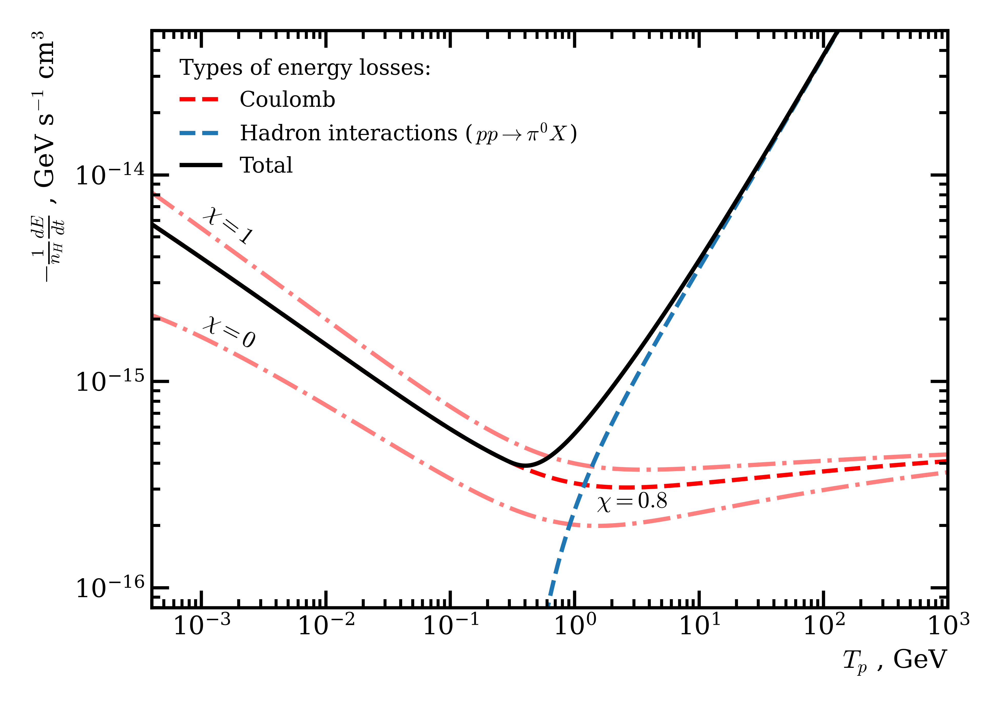 −1/n_H dE/dt , GeV s⁻¹ cm³
Types of energy losses:
Coulomb
Hadron interactions (pp→π⁰X)
Total
10⁻¹⁴
10⁻¹⁵
10⁻¹⁶
χ=1
χ=0
χ=0.8
10⁻³ 10⁻² 10⁻¹ 10⁰ 10¹ 10² 10³
Tₚ , GeV